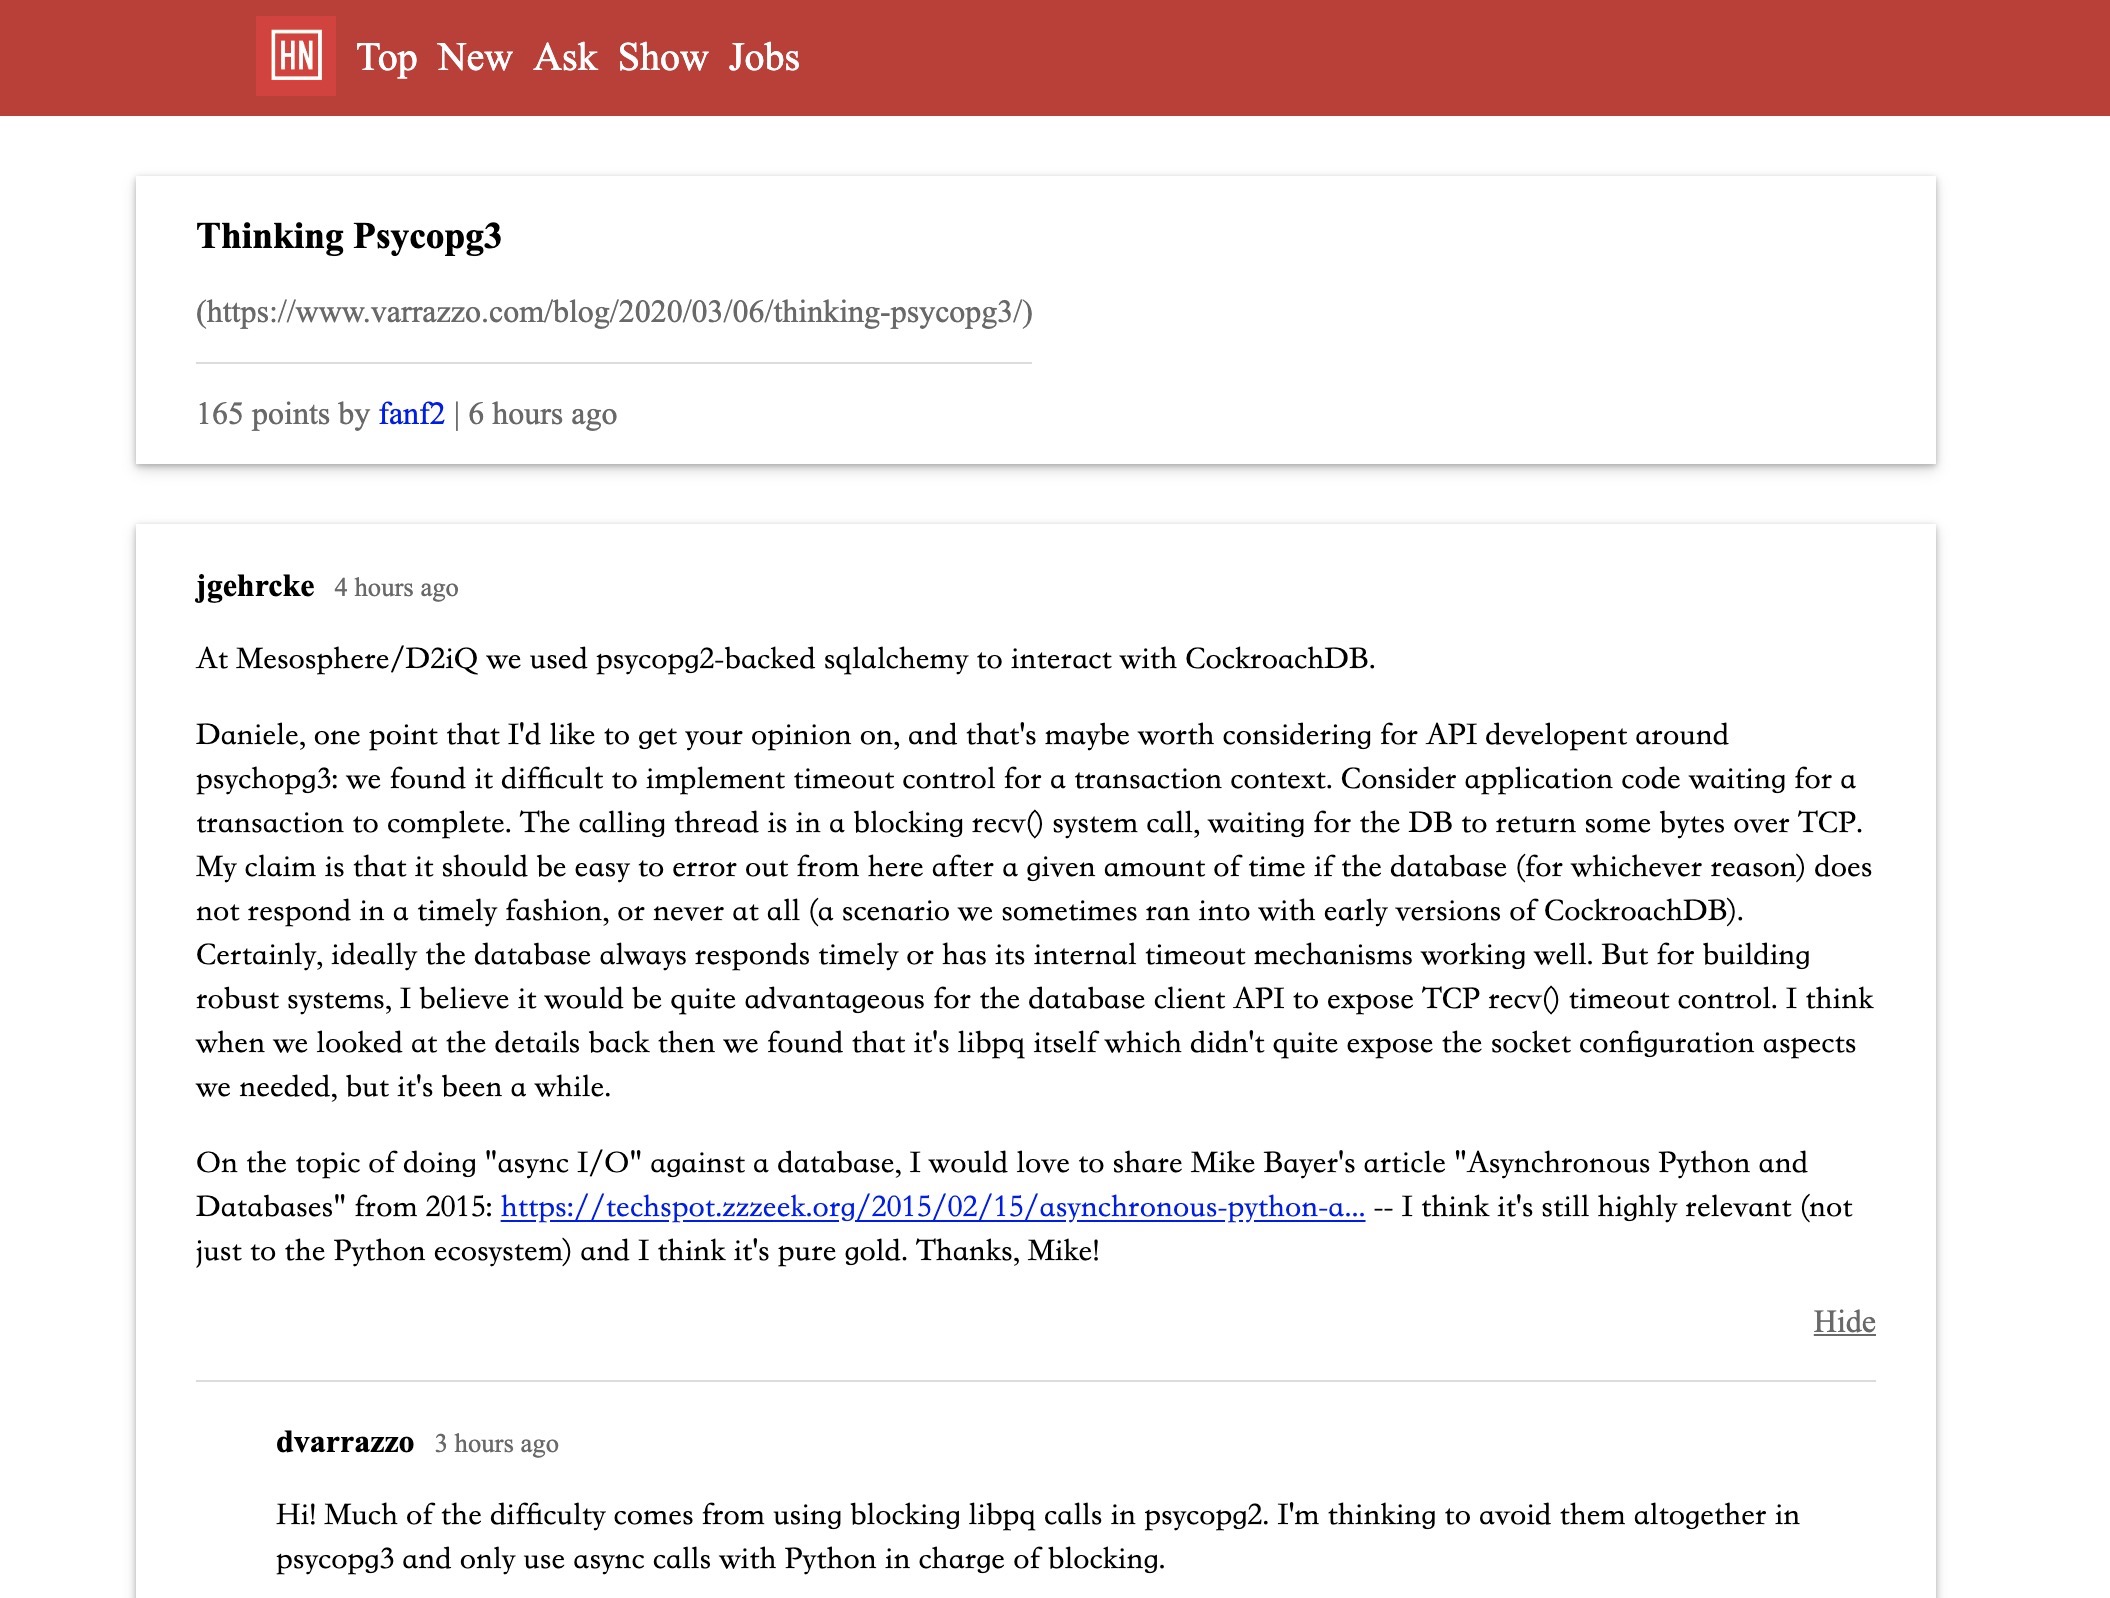 HN Top New Ask Show Jobs
Thinking Psycopg3
(https://www.varrazzo.com/blog/2020/03/06/thinking-psycopg3/)
165 points by fanf2 | 6 hours ago
jgehrcke 4 hours ago
At Mesosphere/D2iQ we used psycopg2-backed sqlalchemy to interact with CockroachDB.
Daniele, one point that I'd like to get your opinion on, and that's maybe worth considering for API developent around
psychopg3: we found it difficult to implement timeout control for a transaction context. Consider application code waiting for a
transaction to complete. The calling thread is in a blocking recv() system call, waiting for the DB to return some bytes over TCP.
My claim is that it should be easy to error out from here after a given amount of time if the database (for whichever reason) does
not respond in a timely fashion, or never at all (a scenario we sometimes ran into with early versions of CockroachDB).
Certainly, ideally the database always responds timely or has its internal timeout mechanisms working well. But for building
robust systems, I believe it would be quite advantageous for the database client API to expose TCP recv() timeout control. I think
when we looked at the details back then we found that it's libpq itself which didn't quite expose the socket configuration aspects
we needed, but it's been a while.
On the topic of doing "async I/O" against a database, I would love to share Mike Bayer's article "Asynchronous Python and
Databases" from 2015: https://techspot.zzzeek.org/2015/02/15/asynchronous-python-a... -- I think it's still highly relevant (not
just to the Python ecosystem) and I think it's pure gold. Thanks, Mike!
Hide
dvarrazzo 3 hours ago
Hi! Much of the difficulty comes from using blocking libpq calls in psycopg2. I'm thinking to avoid them altogether in
psycopg3 and only use async calls with Python in charge of blocking.